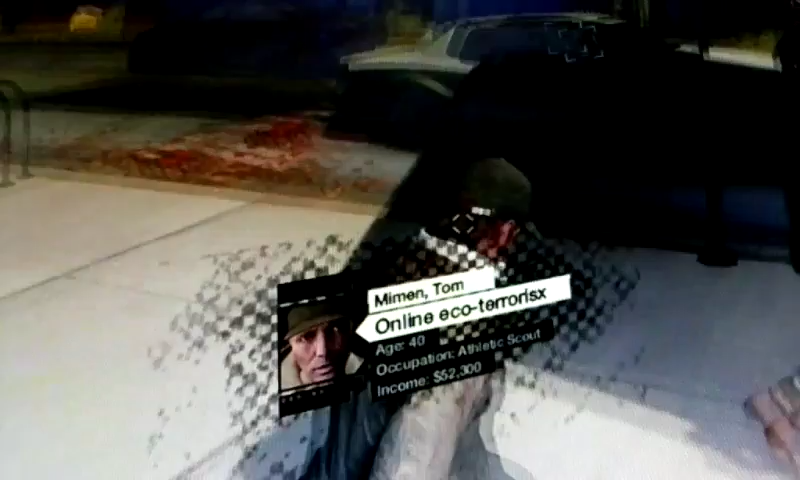 Mimen, Tom
Online eco-terrorisx
Age: 40
Occupation: Athletic Scout
Income: $52,300